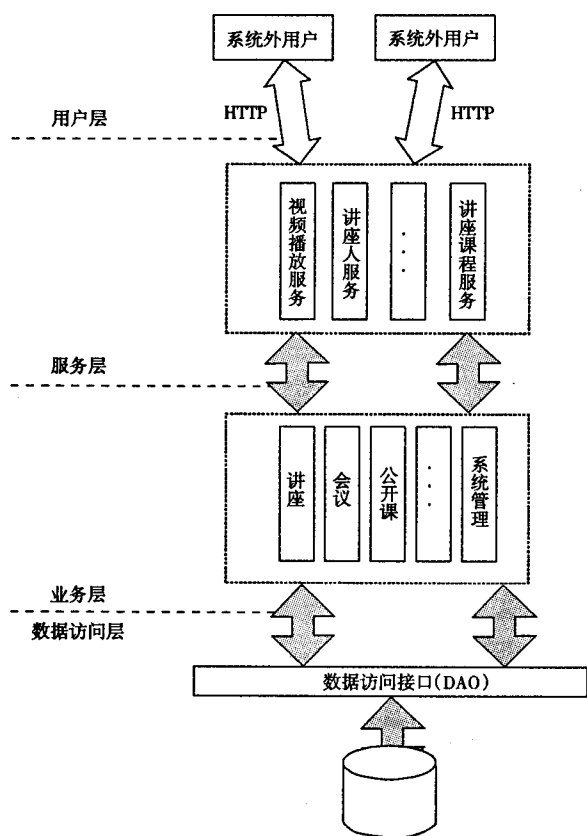 系统外用户
系统外用户
HTTP
HTTP
用户层
视频播放服务
讲座人服务
...
讲座课程服务
服务层
讲座
会议
公开课
...
系统管理
业务层
数据访问层
数据访问接口(DAO)